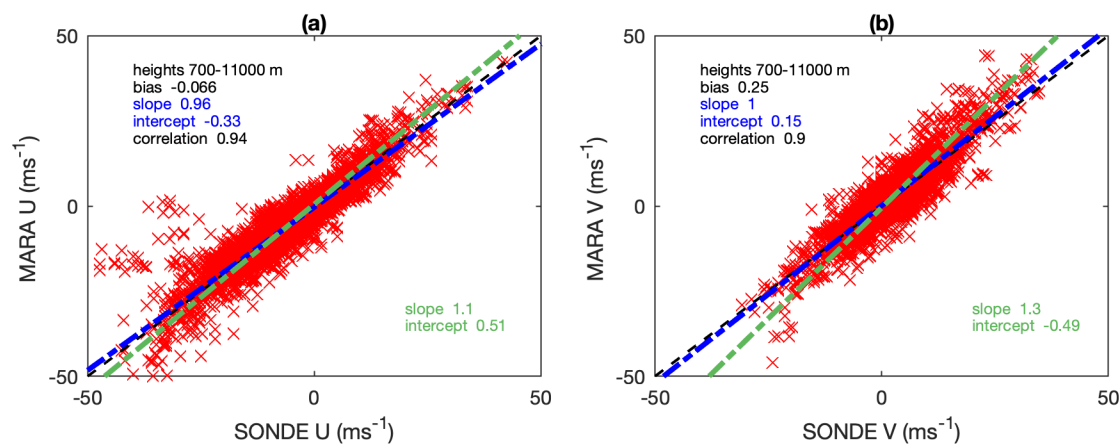 (a)
50
0
-50
-50
0
50
MARA U (ms⁻¹)
SONDE U (ms⁻¹)
heights 700-11000 m
bias -0.066
slope 0.96
intercept -0.33
correlation 0.94
slope 1.1
intercept 0.51
(b)
50
0
-50
-50
0
50
MARA V (ms⁻¹)
SONDE V (ms⁻¹)
heights 700-11000 m
bias 0.25
slope 1
intercept 0.15
correlation 0.9
slope 1.3
intercept -0.49